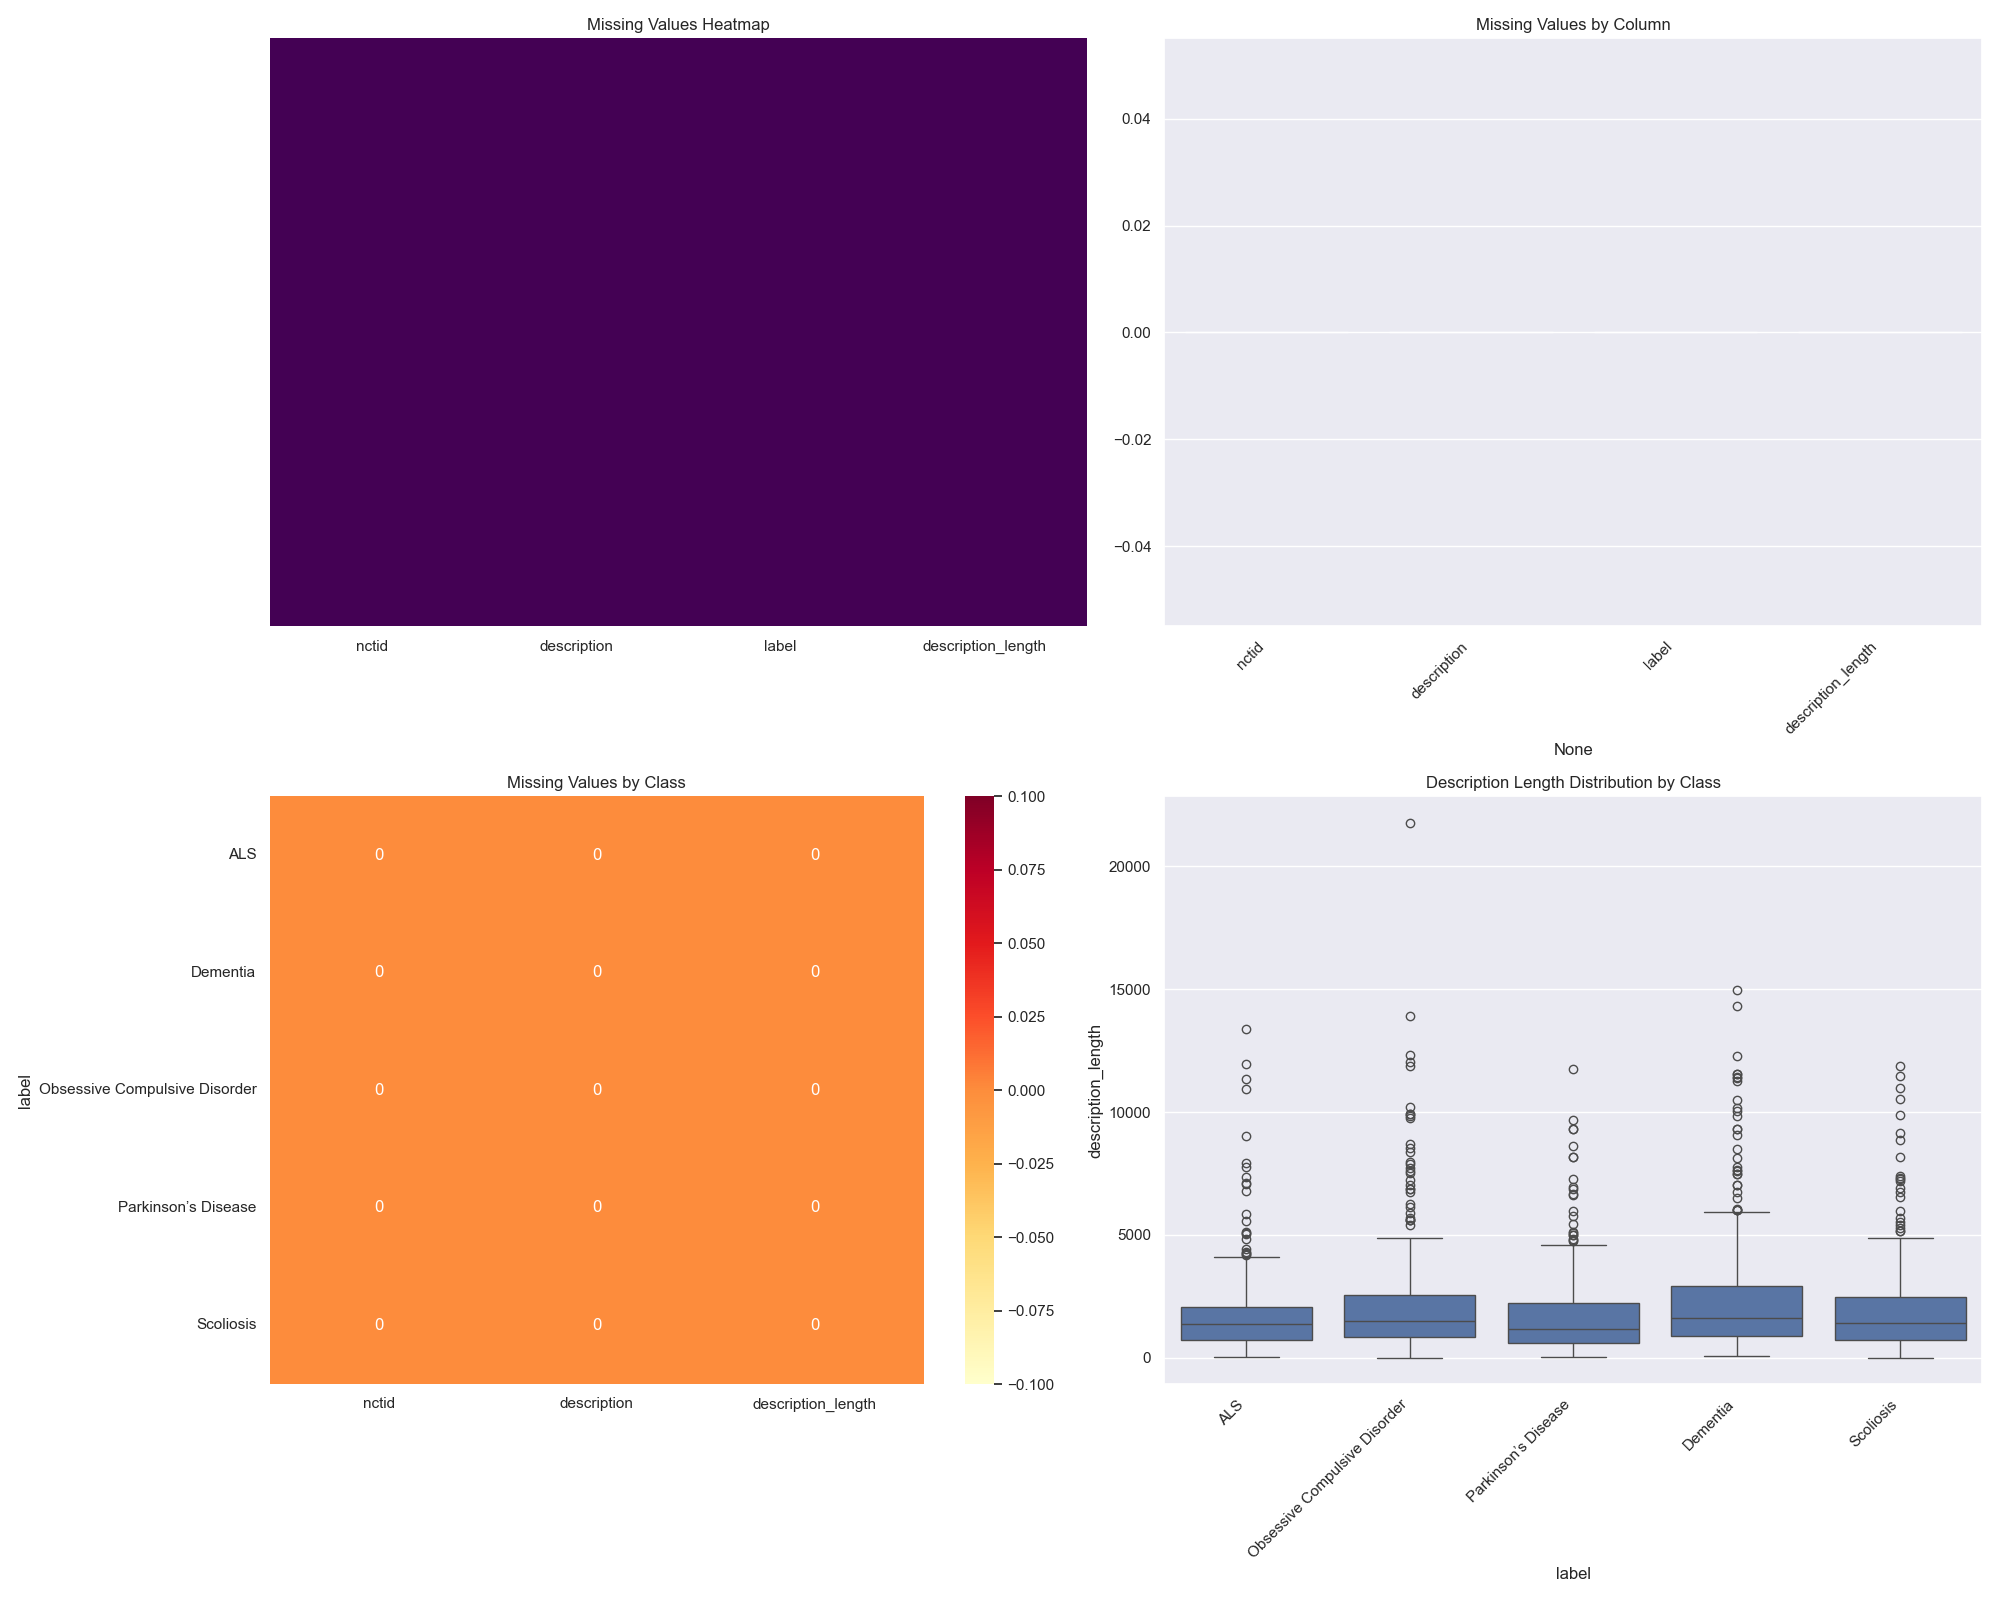 Missing Values Heatmap
nctid
description
label
description_length
Missing Values by Column
0.04
0.02
0.00
−0.02
−0.04
nctid
description
label
description_length
None
Missing Values by Class
label
ALS
0 0 0
Dementia
0 0 0
Obsessive Compulsive Disorder
0 0 0
Parkinson’s Disease
0 0 0
Scoliosis
0 0 0
nctid
description
description_length
0.100
0.075
0.050
0.025
0.000
−0.025
−0.050
−0.075
−0.100
Description Length Distribution by Class
description_length
20000
15000
10000
5000
0
ALS
Obsessive Compulsive Disorder
Parkinson’s Disease
Dementia
Scoliosis
label